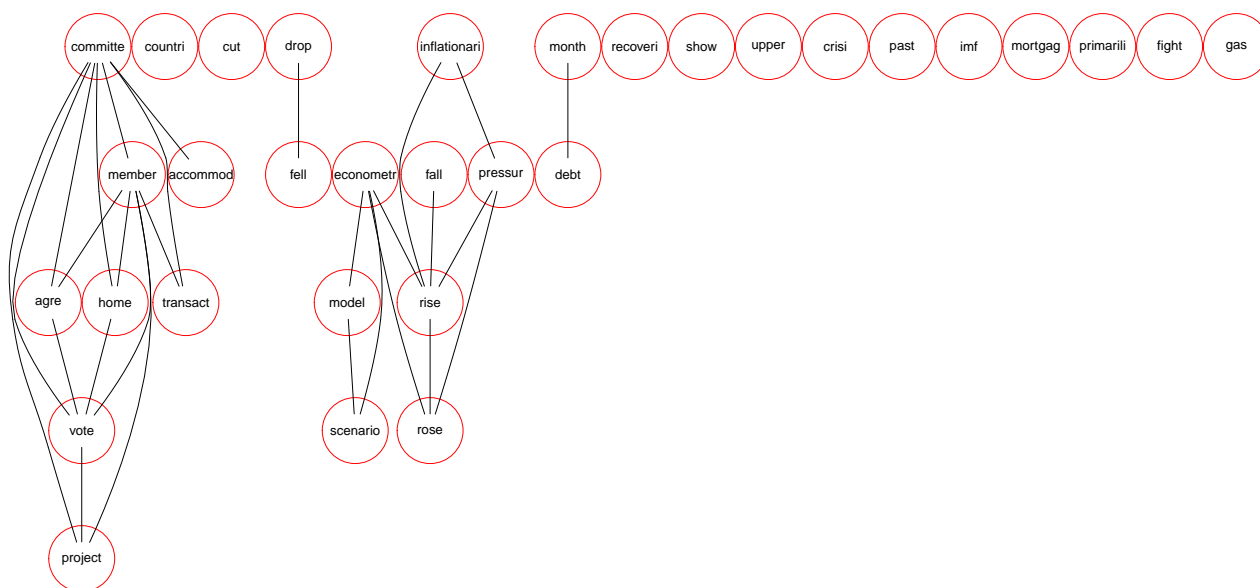 committe countri cut drop inflationari month recoveri show upper crisi past imf mortgag primarili fight gas
member accommod fell econometr fall pressur debt
agre home transact model rise
vote scenario rose
project